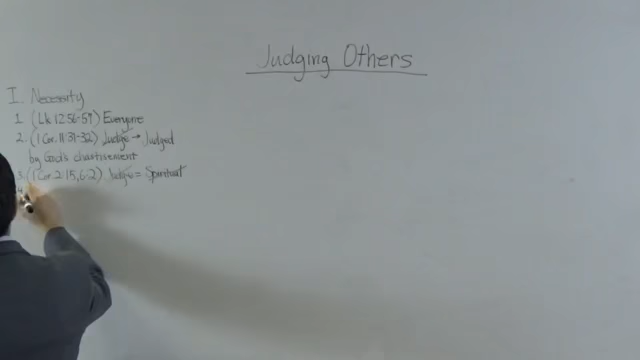 Judging Others
I. Necessity
1. (Lk. 12:56-57) Everyone
2. (1 Cor. 11:31-32) Judge → Judged
by God's chastisement
3. (1 Cor. 2:15, 6:2) Judge = Spiritual
4.